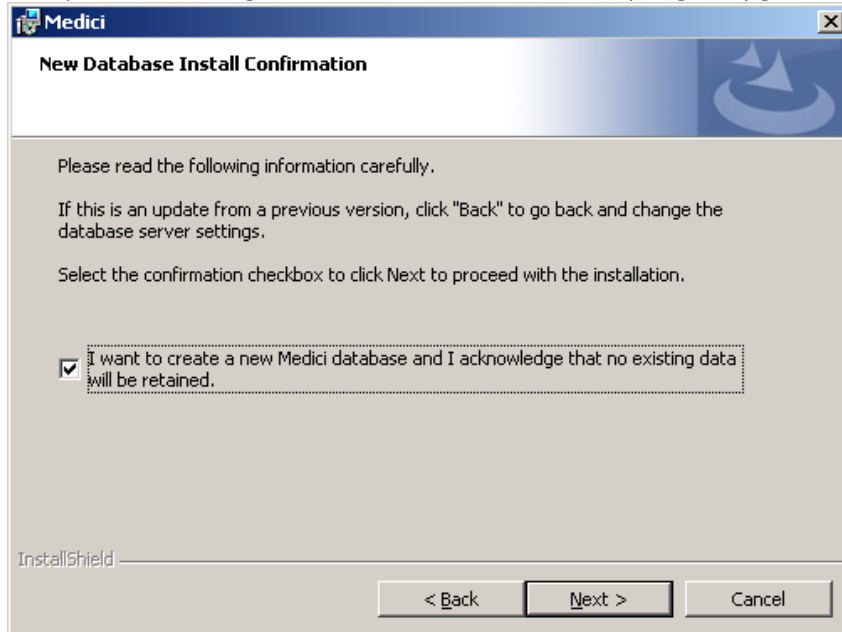 Medici
New Database Install Confirmation
Please read the following information carefully.
If this is an update from a previous version, click "Back" to go back and change the
database server settings.
Select the confirmation checkbox to click Next to proceed with the installation.
I want to create a new Medici database and I acknowledge that no existing data
will be retained.
InstallShield
< Back
Next >
Cancel